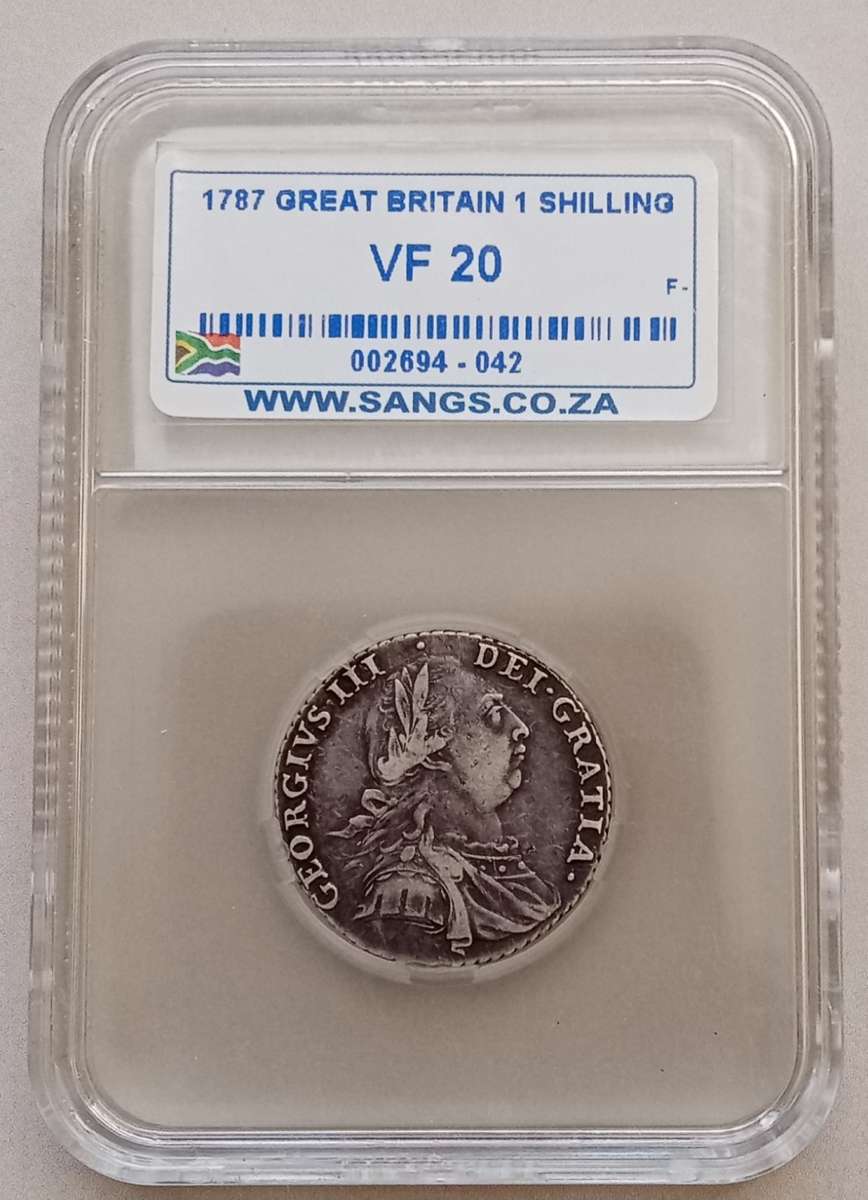 1787 GREAT BRITAIN 1 SHILLING
VF 20
F -
002694 - 042
WWW.SANGS.CO.ZA
GEORGIVS·III · DEI·GRATIA·